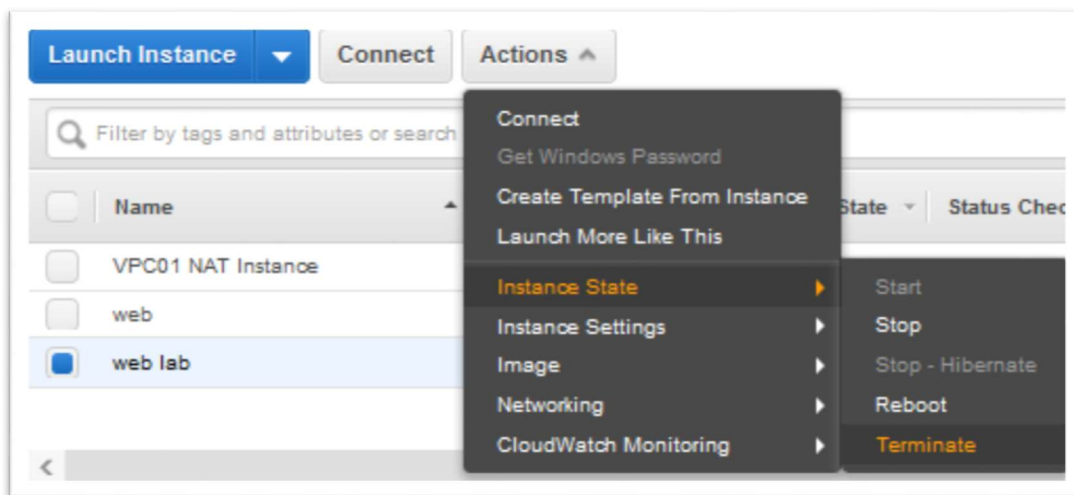 Launch Instance Connect Actions
Filter by tags and attributes or search
Connect
Get Windows Password
Create Template From Instance
Launch More Like This
Instance State
Instance Settings
Image
Networking
CloudWatch Monitoring
Name State Status Chec
VPC01 NAT Instance
web
web lab
Start
Stop
Stop - Hibernate
Reboot
Terminate